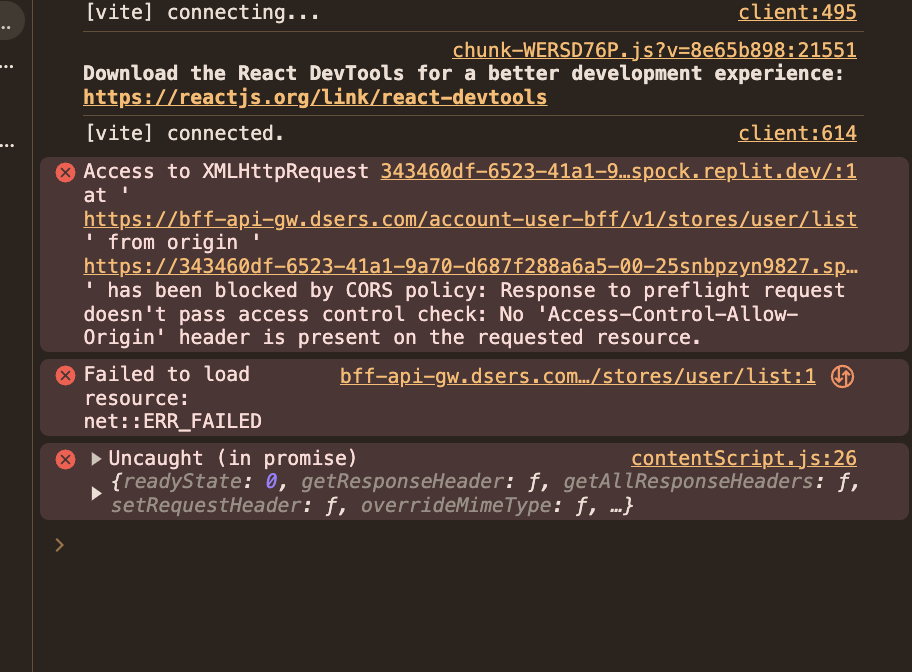 [vite] connecting... client:495
chunk-WERSD76P.js?v=8e65b898:21551
Download the React DevTools for a better development experience:
https://reactjs.org/link/react-devtools
[vite] connected. client:614
Access to XMLHttpRequest 343460df-6523-41a1-9…spock.replit.dev/:1
at '
https://bff-api-gw.dsers.com/account-user-bff/v1/stores/user/list
' from origin '
https://343460df-6523-41a1-9a70-d687f288a6a5-00-25snbpzyn9827.sp…
' has been blocked by CORS policy: Response to preflight request
doesn't pass access control check: No 'Access-Control-Allow-
Origin' header is present on the requested resource.
Failed to load bff-api-gw.dsers.com…/stores/user/list:1
resource:
net::ERR_FAILED
Uncaught (in promise) contentScript.js:26
{readyState: 0, getResponseHeader: ƒ, getAllResponseHeaders: ƒ,
setRequestHeader: ƒ, overrideMimeType: ƒ, …}